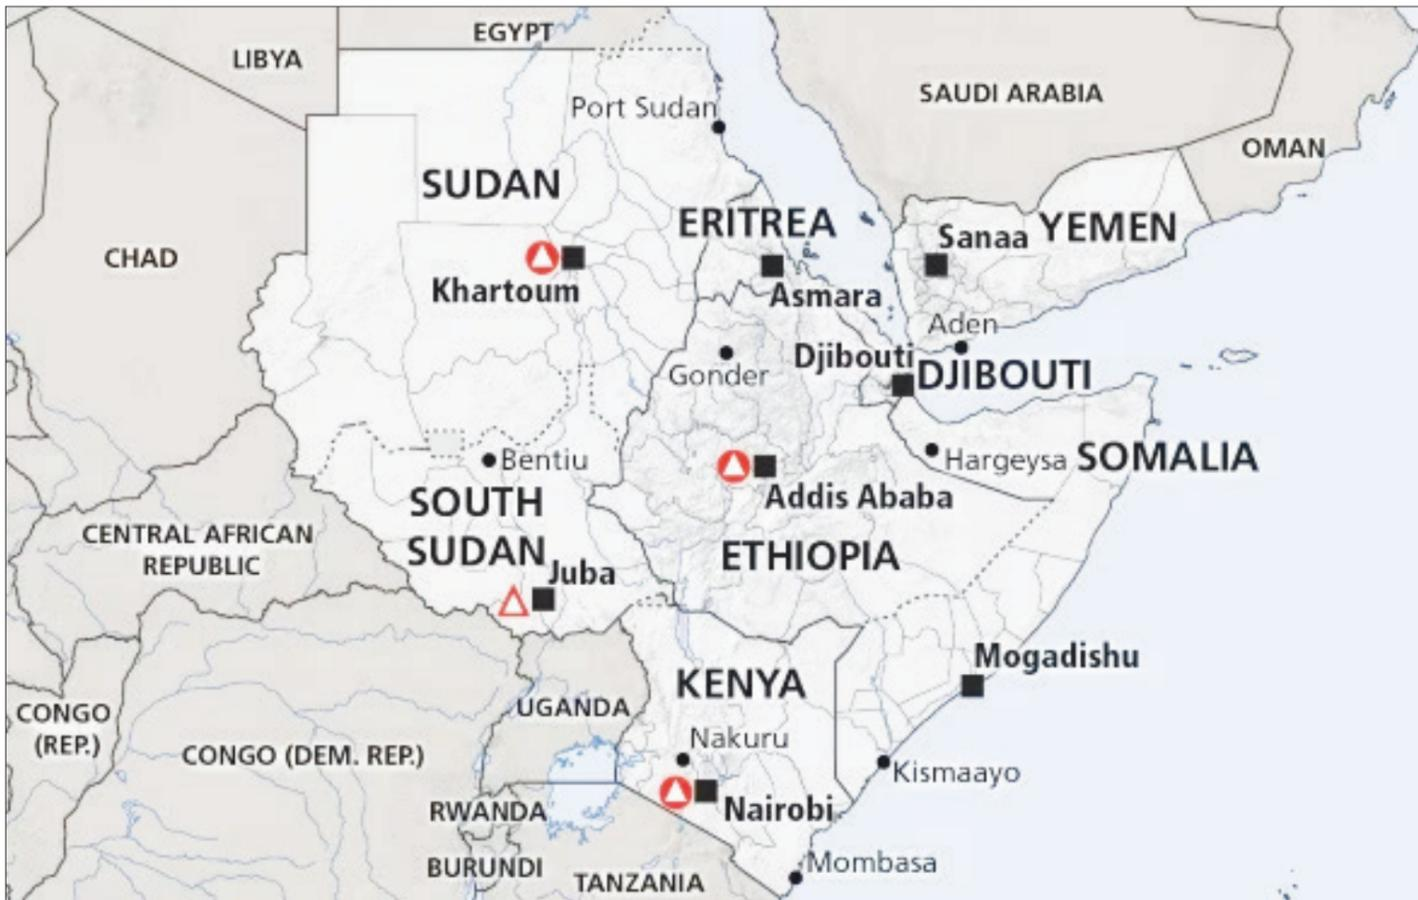 EGYPT
LIBYA
SAUDI ARABIA
Port Sudan
OMAN
SUDAN
ERITREA
YEMEN
Sanaa
CHAD
Khartoum
Asmara
Aden
Djibouti
Gonder
DJIBOUTI
Bentiu
Hargeysa
SOMALIA
SOUTH
SUDAN
Addis Ababa
CENTRAL AFRICAN
REPUBLIC
ETHIOPIA
Juba
Mogadishu
KENYA
UGANDA
CONGO
(REP.)
CONGO (DEM. REP.)
Nakuru
Kismaayo
RWANDA
Nairobi
BURUNDI
Mombasa
TANZANIA